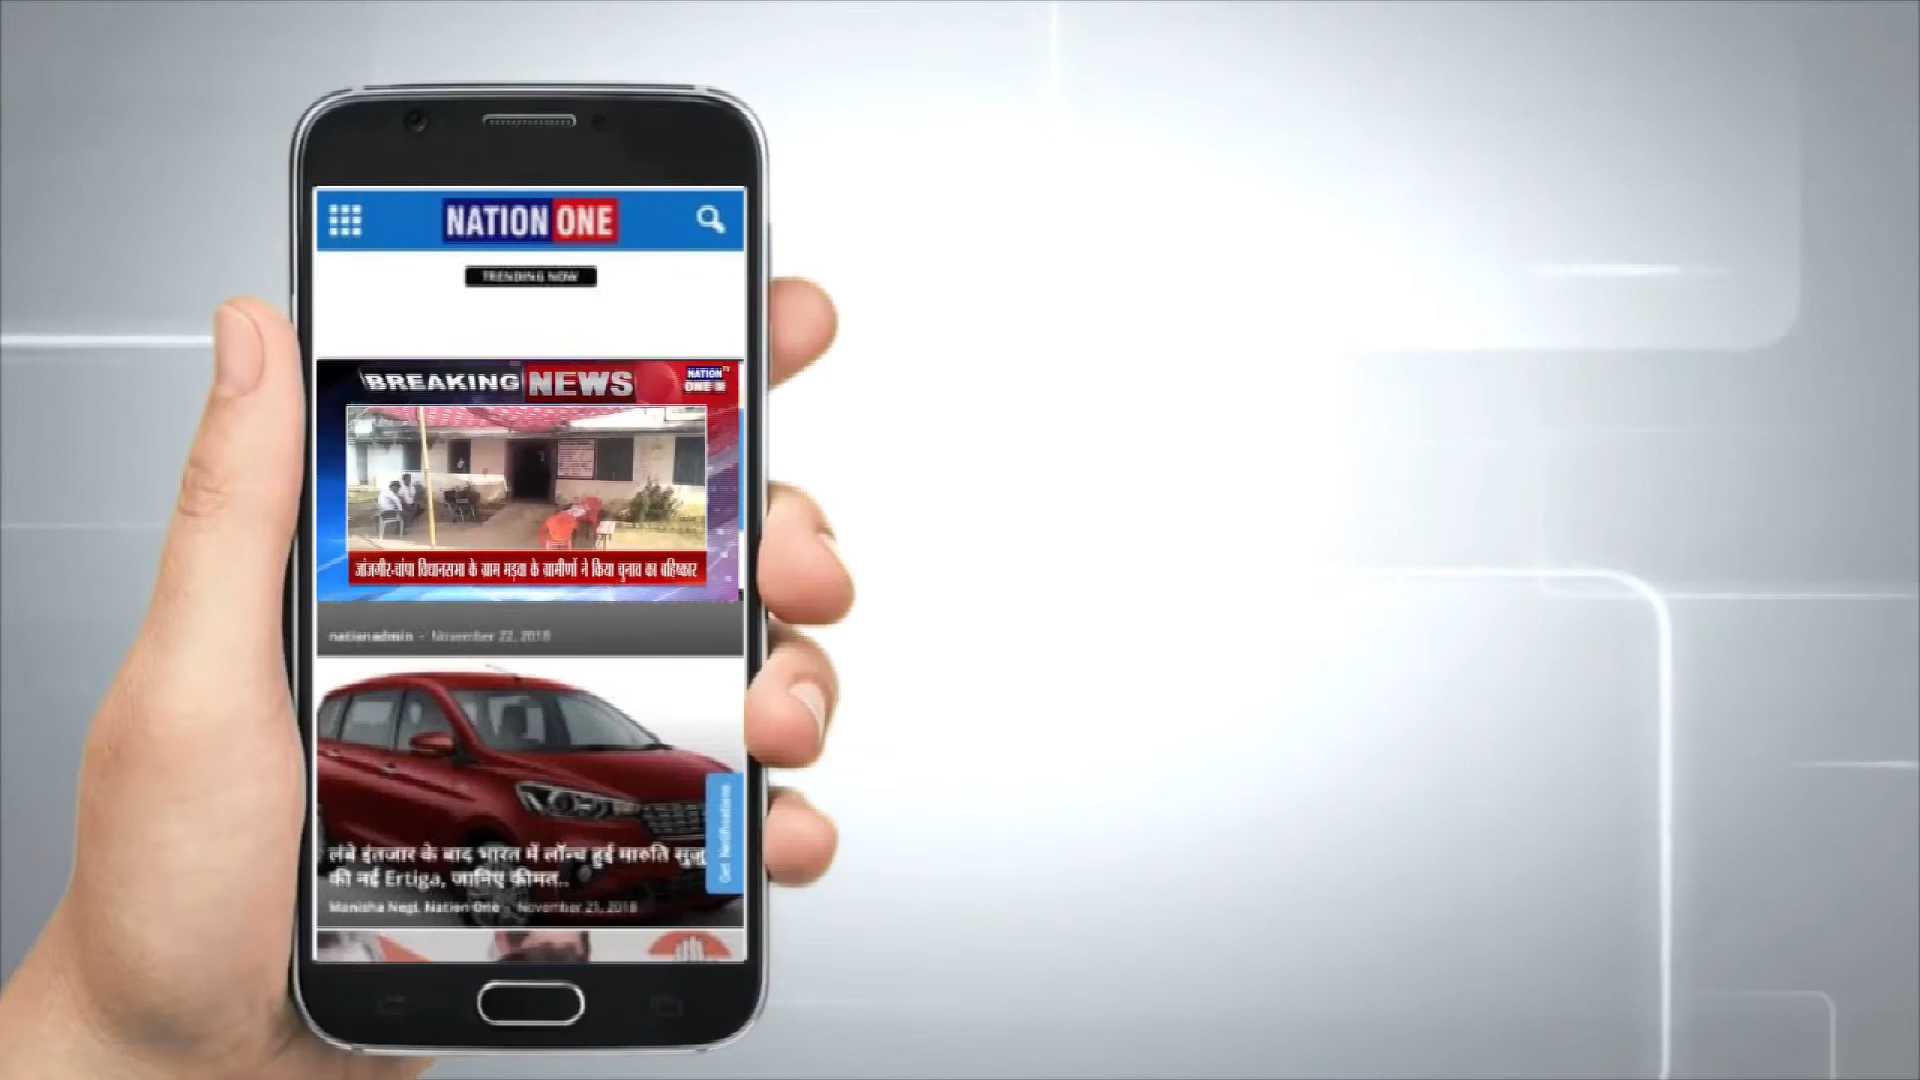 NATION ONE
TRENDING NOW
BREAKING NEWS
NATION TV
ONE
जांजगीर-चांपा विधानसभा के ग्राम मड़वा के ग्रामीणों ने किया चुनाव का बहिष्कार
nationadmin - November 22, 2018
Get Notifications
लंबे इंतजार के बाद भारत में लॉन्च हुई मारुति सुजु
की नई Ertiga, जानिए कीमत..
Manisha Negi, Nation One - November 21, 2018